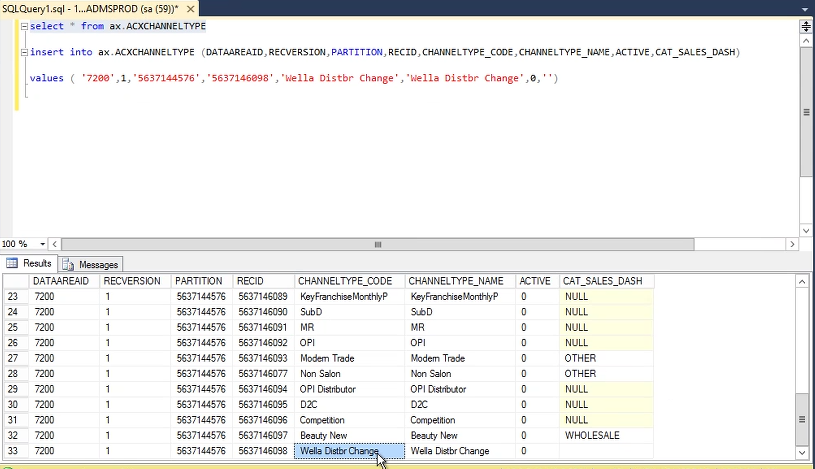 SQLQuery1.sql - 1...ADMSPROD (sa (59))* ✕
select * from ax.ACXCHANNELTYPE
insert into ax.ACXCHANNELTYPE (DATAAREAID,RECVERSION,PARTITION,RECID,CHANNELTYPE_CODE,CHANNELTYPE_NAME,ACTIVE,CAT_SALES_DASH)
values ( '7200',1,'5637144576','5637146098','Wella Distbr Change','Wella Distbr Change',0,'')
100 %
Results Messages
DATAAREAID RECVERSION PARTITION RECID CHANNELTYPE_CODE CHANNELTYPE_NAME ACTIVE CAT_SALES_DASH
23 7200 1 5637144576 5637146089 KeyFranchiseMonthlyP KeyFranchiseMonthlyP 0 NULL
24 7200 1 5637144576 5637146090 SubD SubD 0 NULL
25 7200 1 5637144576 5637146091 MR MR 0 NULL
26 7200 1 5637144576 5637146092 OPI OPI 0 NULL
27 7200 1 5637144576 5637146093 Modern Trade Modern Trade 0 OTHER
28 7200 1 5637144576 5637146077 Non Salon Non Salon 0 OTHER
29 7200 1 5637144576 5637146094 OPI Distributor OPI Distributor 0 NULL
30 7200 1 5637144576 5637146095 D2C D2C 0 NULL
31 7200 1 5637144576 5637146096 Competition Competition 0 NULL
32 7200 1 5637144576 5637146097 Beauty New Beauty New 0 WHOLESALE
33 7200 1 5637144576 5637146098 Wella Distbr Change Wella Distbr Change 0